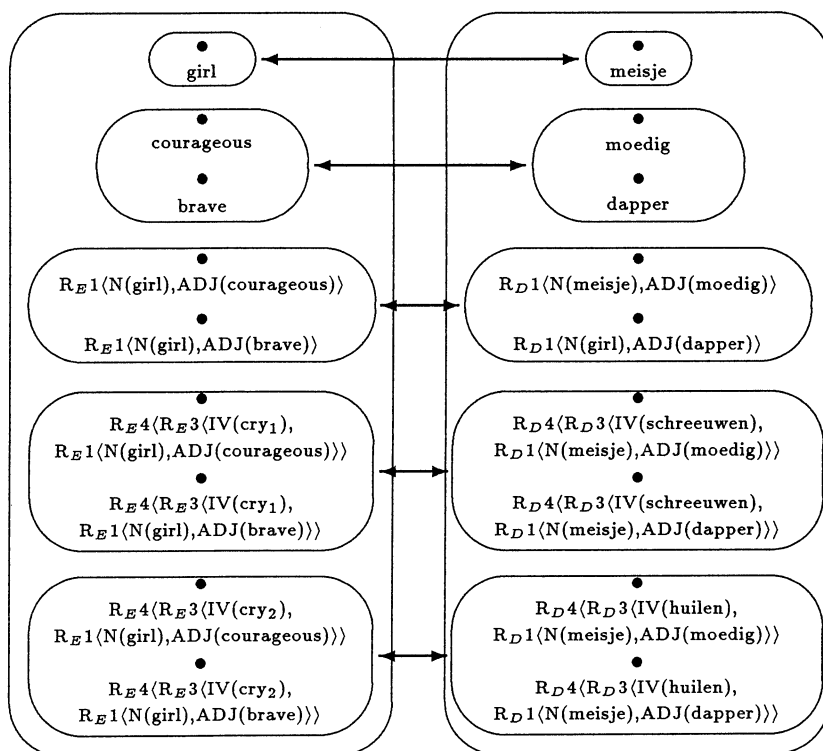 girl
courageous
brave
R_E1⟨N(girl),ADJ(courageous)⟩
R_E1⟨N(girl),ADJ(brave)⟩
R_E4⟨R_E3⟨IV(cry₁),
R_E1⟨N(girl),ADJ(courageous)⟩⟩⟩
R_E4⟨R_E3⟨IV(cry₁),
R_E1⟨N(girl),ADJ(brave)⟩⟩⟩
R_E4⟨R_E3⟨IV(cry₂),
R_E1⟨N(girl),ADJ(courageous)⟩⟩⟩
R_E4⟨R_E3⟨IV(cry₂),
R_E1⟨N(girl),ADJ(brave)⟩⟩⟩
meisje
moedig
dapper
R_D1⟨N(meisje),ADJ(moedig)⟩
R_D1⟨N(girl),ADJ(dapper)⟩
R_D4⟨R_D3⟨IV(schreeuwen),
R_D1⟨N(meisje),ADJ(moedig)⟩⟩⟩
R_D4⟨R_D3⟨IV(schreeuwen),
R_D1⟨N(meisje),ADJ(dapper)⟩⟩⟩
R_D4⟨R_D3⟨IV(huilen),
R_D1⟨N(meisje),ADJ(moedig)⟩⟩⟩
R_D4⟨R_D3⟨IV(huilen),
R_D1⟨N(meisje),ADJ(dapper)⟩⟩⟩